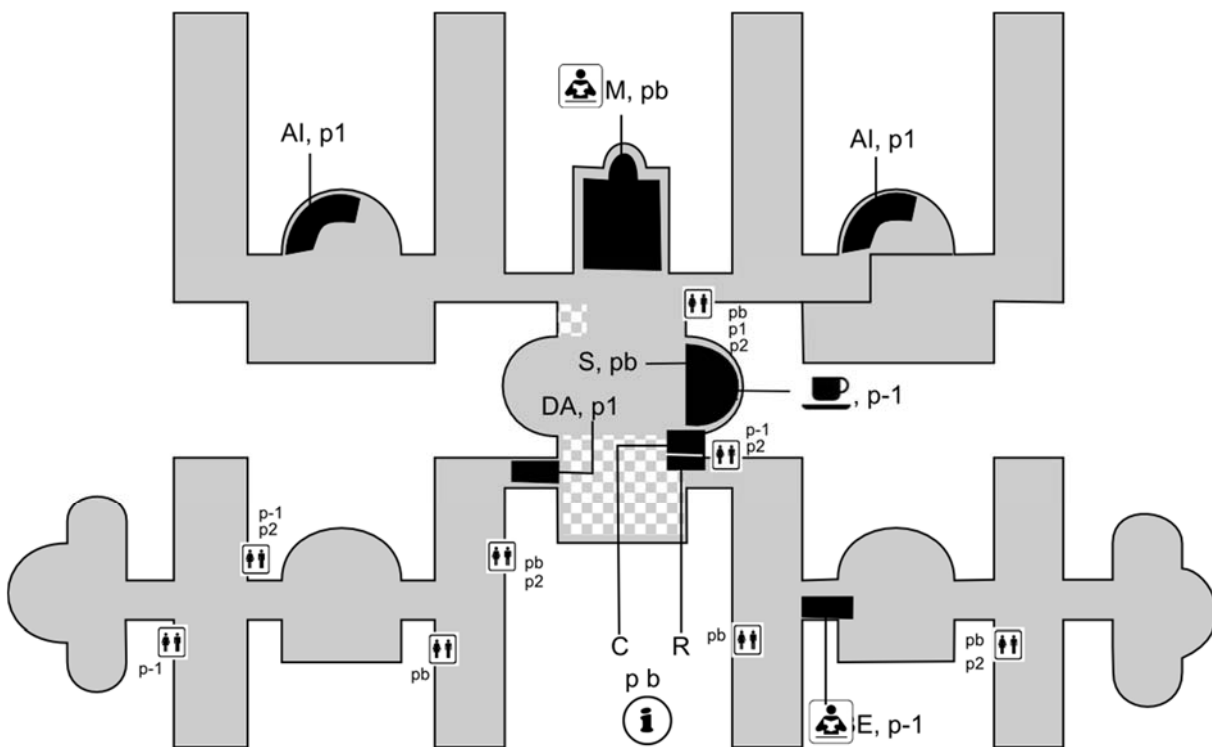 M, pb
AI, p1
AI, p1
pb
p1
p2
S, pb
, p-1
DA, p1
p-1
p2
p-1
p2
pb
p2
C
R
pb
pb
p2
p-1
pb
p b
i
E, p-1